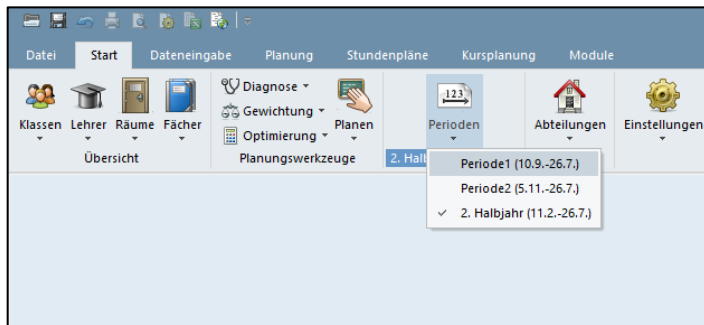 Datei Start Dateneingabe Planung Stundenpläne Kursplanung Module
Diagnose
Gewichtung
Optimierung
Klassen Lehrer Räume Fächer
Planen
123
Perioden
Abteilungen
Einstellungen
Übersicht
Planungswerkzeuge
Periode1 (10.9.-26.7.)
Periode2 (5.11.-26.7.)
2. Halbjahr (11.2.-26.7.)